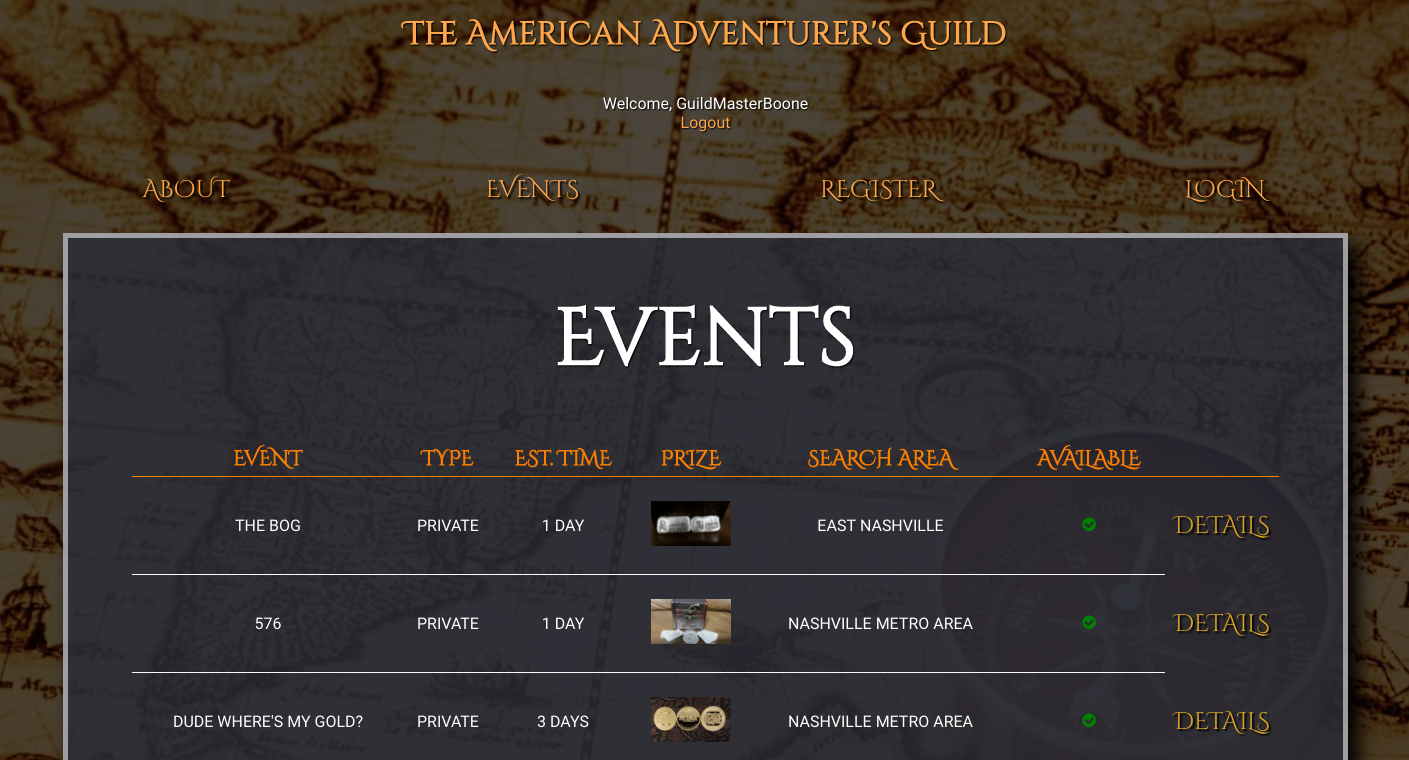 The American Adventurer's Guild
Welcome, GuildMasterBoone
Logout
ABOUT EVENTS REGISTER LOGIN
EVENTS
EVENT TYPE EST. TIME PRIZE SEARCH AREA AVAILABLE
THE BOG PRIVATE 1 DAY EAST NASHVILLE DETAILS
576 PRIVATE 1 DAY NASHVILLE METRO AREA DETAILS
DUDE WHERE'S MY GOLD? PRIVATE 3 DAYS NASHVILLE METRO AREA DETAILS
MAR
DEL